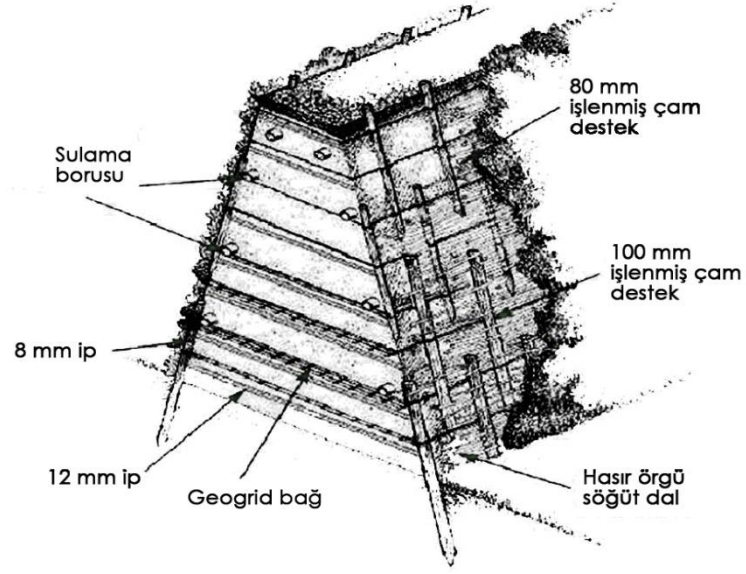 80 mm
işlenmiş çam
destek
Sulama
borusu
100 mm
işlenmiş çam
destek
8 mm ip
12 mm ip
Geogrid bağ
Hasır örgü
söğüt dal